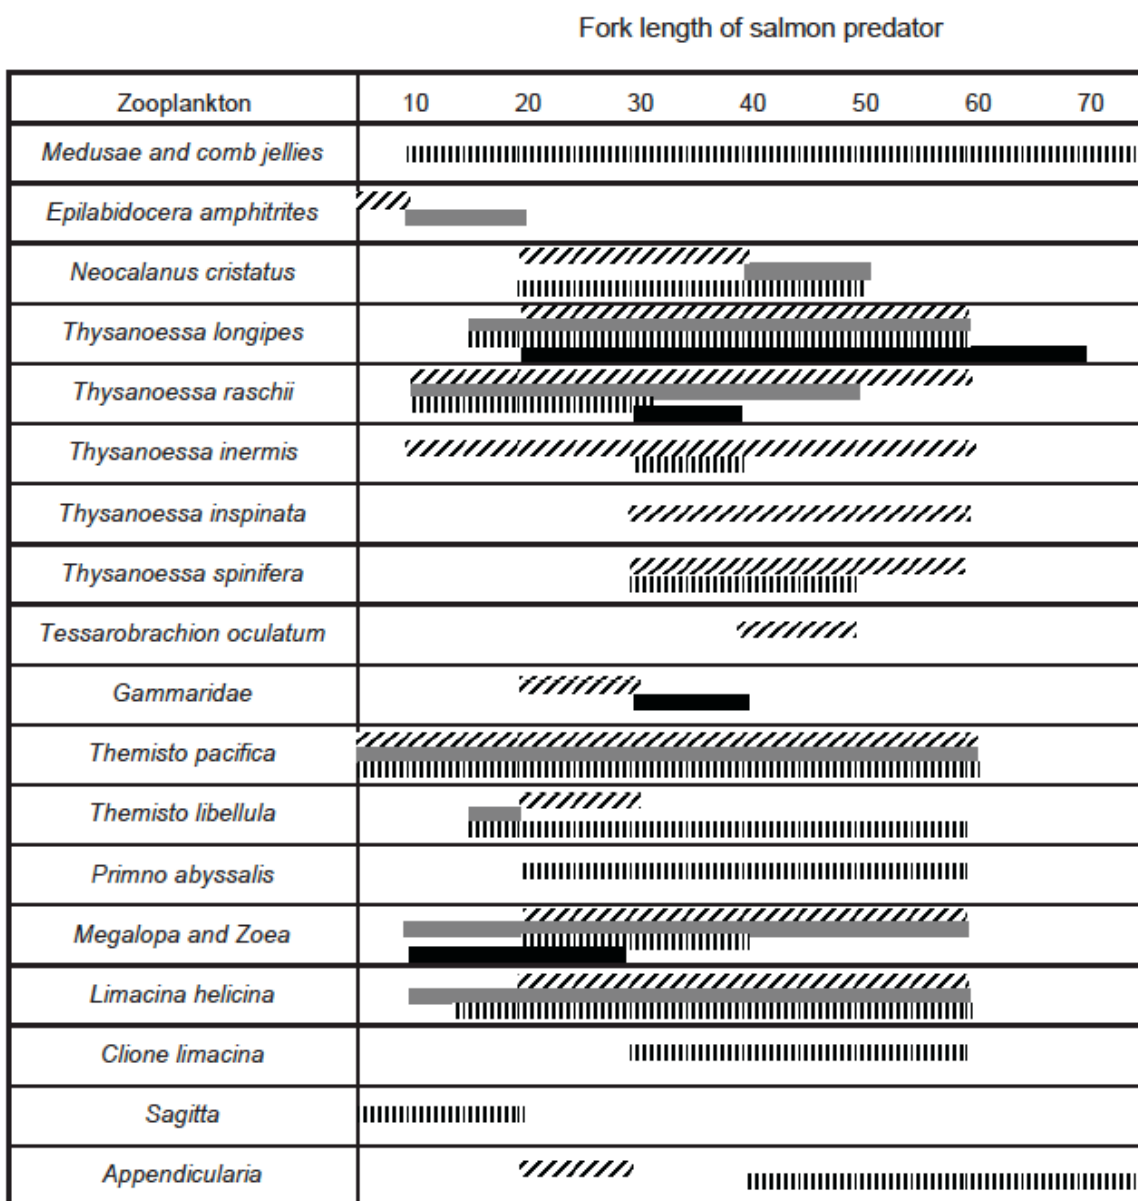 Fork length of salmon predator
Zooplankton 10 20 30 40 50 60 70
Medusae and comb jellies
Epilabidocera amphitrites
Neocalanus cristatus
Thysanoessa longipes
Thysanoessa raschii
Thysanoessa inermis
Thysanoessa inspinata
Thysanoessa spinifera
Tessarobrachion oculatum
Gammaridae
Themisto pacifica
Themisto libellula
Primno abyssalis
Megalopa and Zoea
Limacina helicina
Clione limacina
Sagitta
Appendicularia